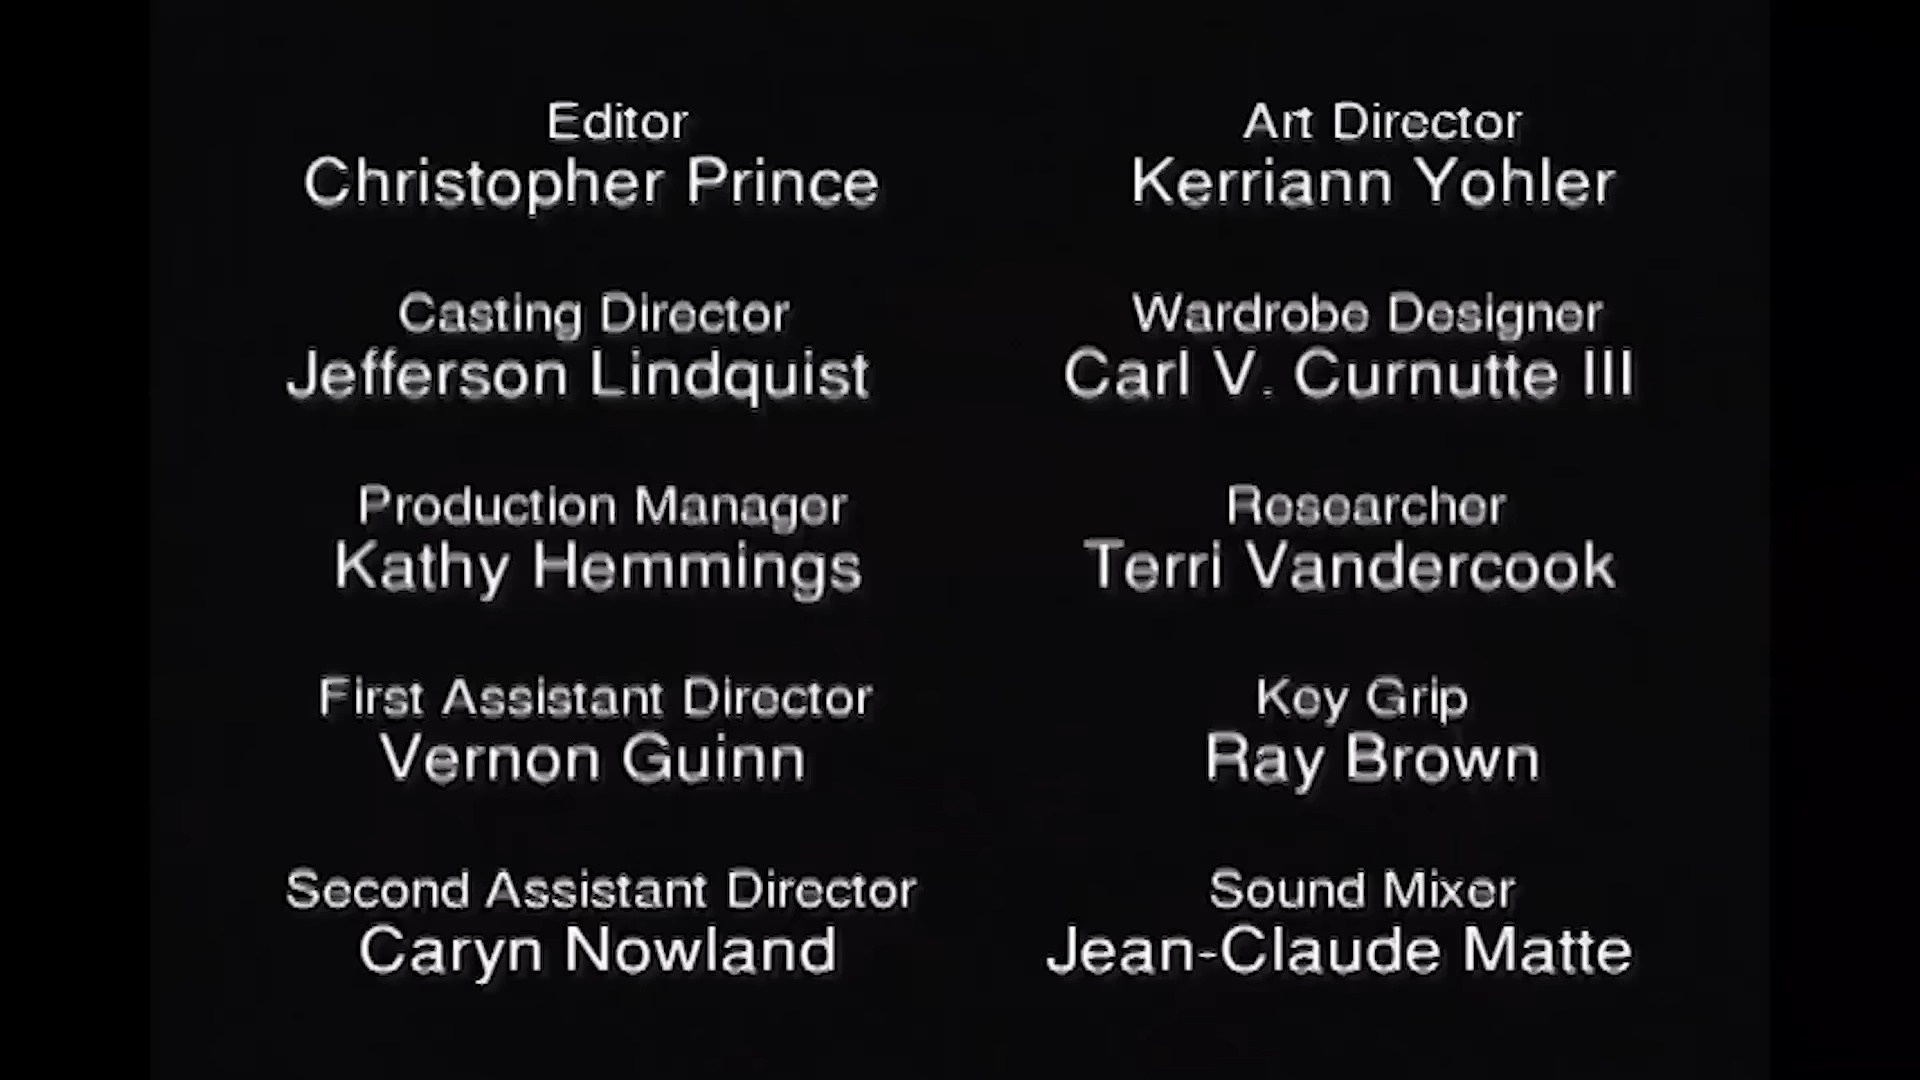 Editor
Christopher Prince
Casting Director
Jefferson Lindquist
Production Manager
Kathy Hemmings
First Assistant Director
Vernon Guinn
Second Assistant Director
Caryn Nowland
Art Director
Kerriann Yohler
Wardrobe Designer
Carl V. Curnutte III
Researcher
Terri Vandercook
Key Grip
Ray Brown
Sound Mixer
Jean-Claude Matte